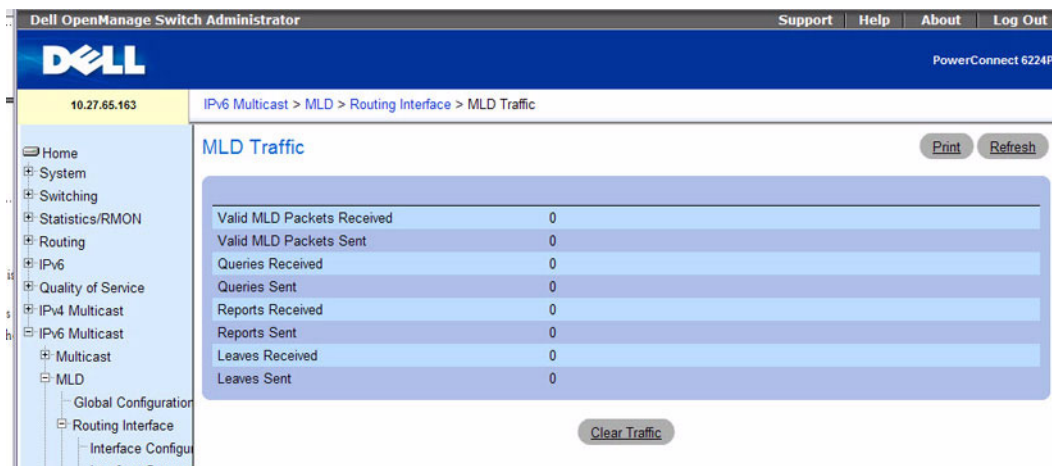 Dell OpenManage Switch Administrator
Support Help About Log Out
DELL
PowerConnect 6224P
10.27.65.163
IPv6 Multicast > MLD > Routing Interface > MLD Traffic
Home
System
Switching
Statistics/RMON
Routing
IPv6
Quality of Service
IPv4 Multicast
IPv6 Multicast
Multicast
MLD
Global Configuration
Routing Interface
Interface Configu
MLD Traffic
Print Refresh
Valid MLD Packets Received 0
Valid MLD Packets Sent 0
Queries Received 0
Queries Sent 0
Reports Received 0
Reports Sent 0
Leaves Received 0
Leaves Sent 0
Clear Traffic